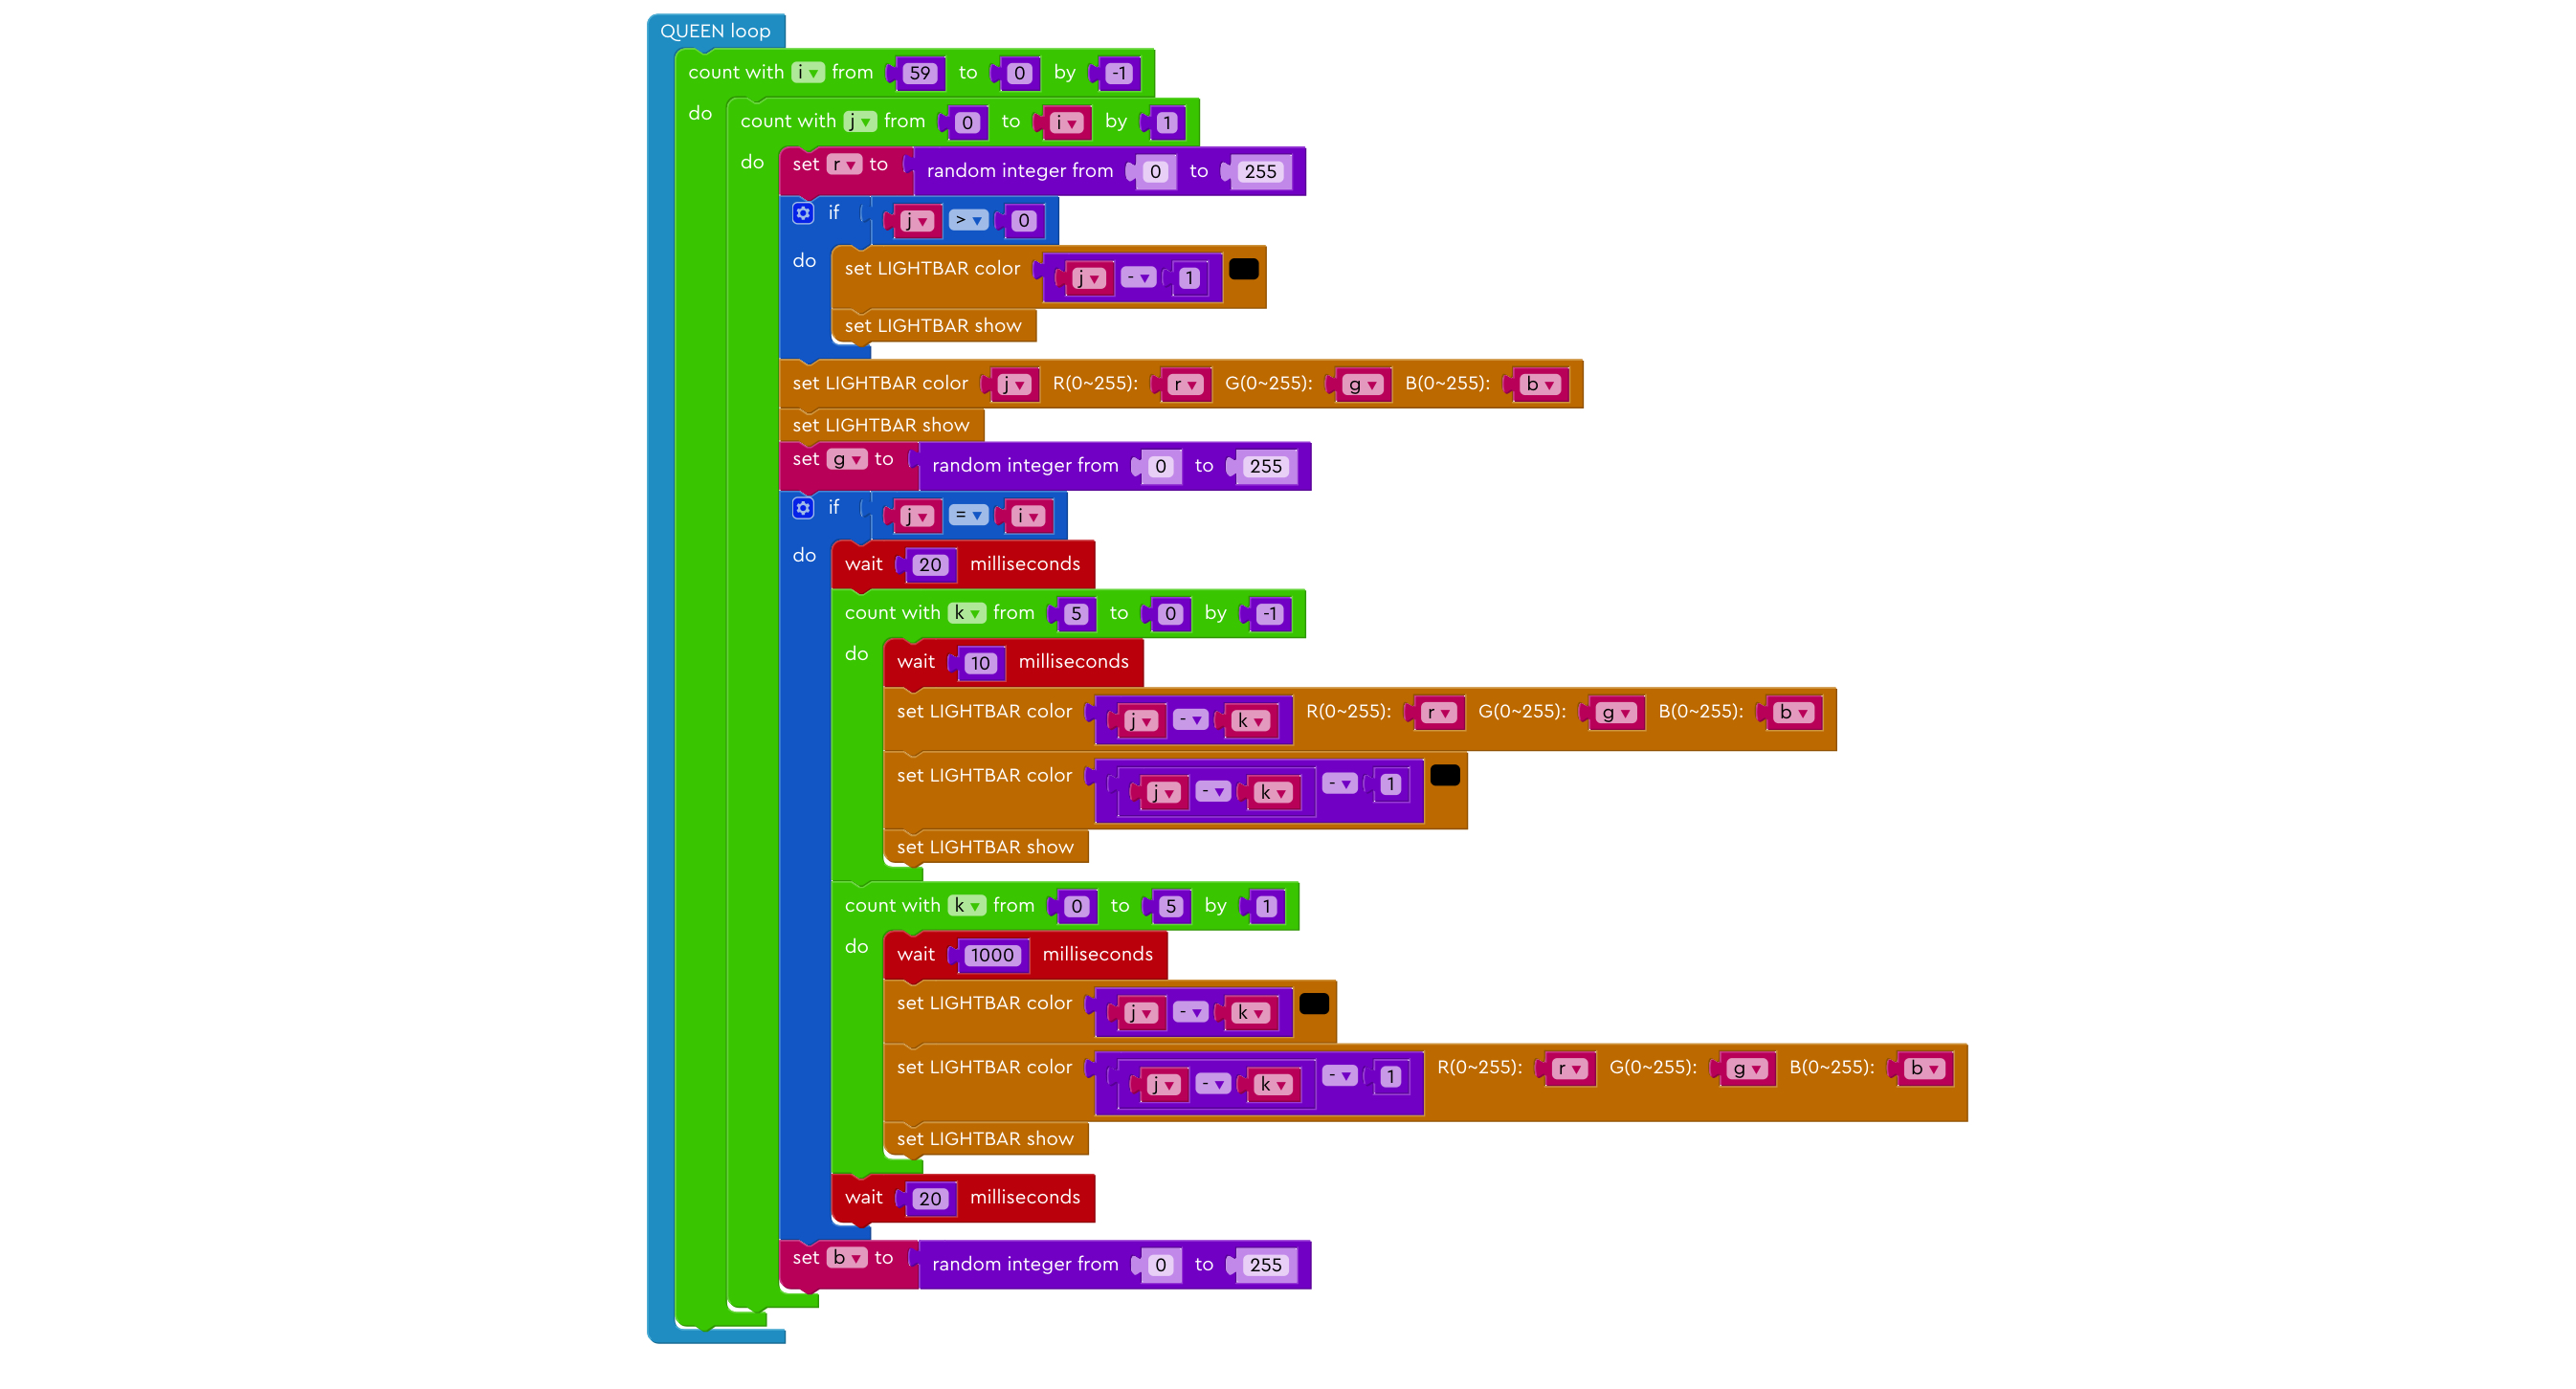 QUEEN loop
count with i ▾ from 59 to 0 by -1
do count with j ▾ from 0 to i ▾ by 1
do set r ▾ to random integer from 0 to 255
if j ▾ > ▾ 0
do set LIGHTBAR color j ▾ - ▾ 1
set LIGHTBAR show
set LIGHTBAR color j ▾ R(0~255): r ▾ G(0~255): g ▾ B(0~255): b ▾
set LIGHTBAR show
set g ▾ to random integer from 0 to 255
if j ▾ = ▾ i ▾
do wait 20 milliseconds
count with k ▾ from 5 to 0 by -1
do wait 10 milliseconds
set LIGHTBAR color j ▾ - ▾ k ▾ R(0~255): r ▾ G(0~255): g ▾ B(0~255): b ▾
set LIGHTBAR color j ▾ - ▾ k ▾ - ▾ 1
set LIGHTBAR show
count with k ▾ from 0 to 5 by 1
do wait 1000 milliseconds
set LIGHTBAR color j ▾ - ▾ k ▾
set LIGHTBAR color j ▾ - ▾ k ▾ - ▾ 1 R(0~255): r ▾ G(0~255): g ▾ B(0~255): b ▾
set LIGHTBAR show
wait 20 milliseconds
set b ▾ to random integer from 0 to 255